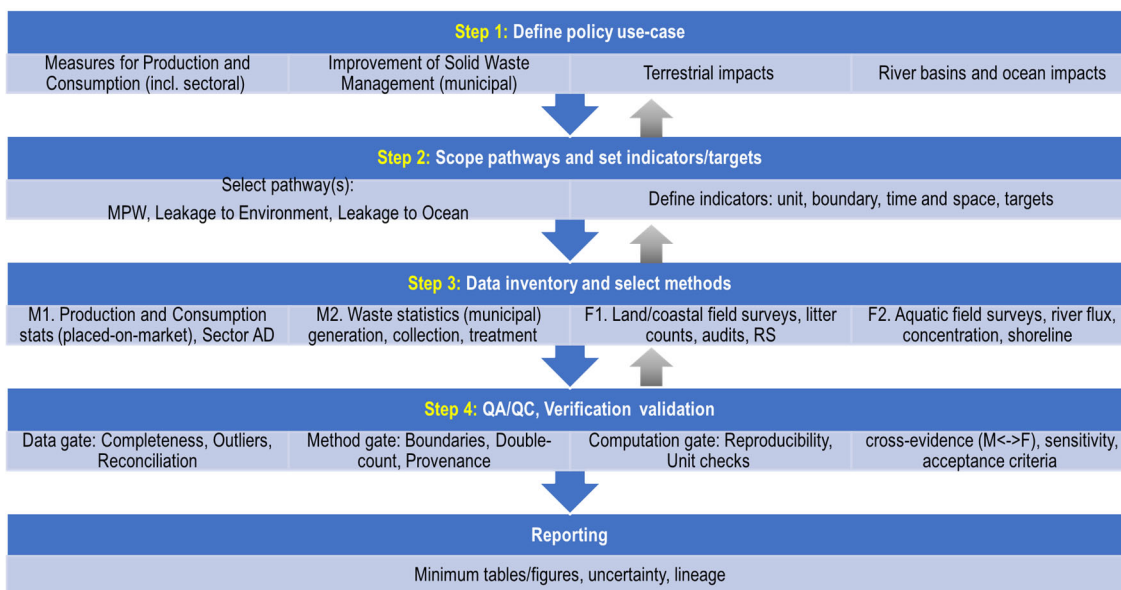 Step 1: Define policy use-case
Measures for Production and
Consumption (incl. sectoral)
Improvement of Solid Waste
Management (municipal)
Terrestrial impacts
River basins and ocean impacts
Step 2: Scope pathways and set indicators/targets
Select pathway(s):
MPW, Leakage to Environment, Leakage to Ocean
Define indicators: unit, boundary, time and space, targets
Step 3: Data inventory and select methods
M1. Production and Consumption
stats (placed-on-market), Sector AD
M2. Waste statistics (municipal)
generation, collection, treatment
F1. Land/coastal field surveys, litter
counts, audits, RS
F2. Aquatic field surveys, river flux,
concentration, shoreline
Step 4: QA/QC, Verification validation
Data gate: Completeness, Outliers,
Reconciliation
Method gate: Boundaries, Double-
count, Provenance
Computation gate: Reproducibility,
Unit checks
cross-evidence (M<->F), sensitivity,
acceptance criteria
Reporting
Minimum tables/figures, uncertainty, lineage